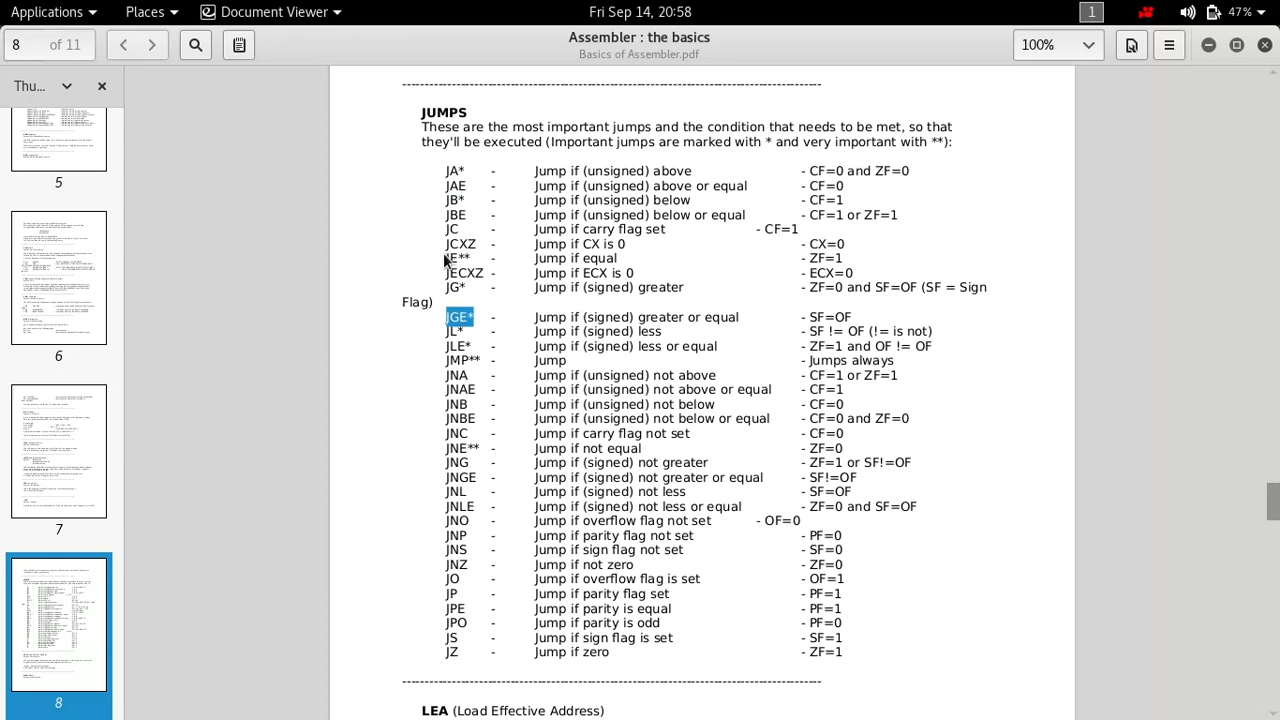 Applications Places Document Viewer Fri Sep 14, 20:58 1 47%
8 of 11 Assembler : the basics 100%
Basics of Assembler.pdf
Thu...
5
6
7
8
--------------------------------------------------------------------------------------------
JUMPS
These are the most important jumps and the condition that needs to be met, so that
they'll be executed (Important jumps are marked with * and very important with **):
JA* - Jump if (unsigned) above - CF=0 and ZF=0
JAE - Jump if (unsigned) above or equal - CF=0
JB* - Jump if (unsigned) below - CF=1
JBE - Jump if (unsigned) below or equal - CF=1 or ZF=1
JC - Jump if carry flag set - CF=1
JCXZ - Jump if CX is 0 - CX=0
JE** - Jump if equal - ZF=1
JECXZ - Jump if ECX is 0 - ECX=0
JG* - Jump if (signed) greater - ZF=0 and SF=OF (SF = Sign
Flag)
JGE* - Jump if (signed) greater or equal - SF=OF
JL* - Jump if (signed) less - SF != OF (!= is not)
JLE* - Jump if (signed) less or equal - ZF=1 and OF != OF
JMP** - Jump - Jumps always
JNA - Jump if (unsigned) not above - CF=1 or ZF=1
JNAE - Jump if (unsigned) not above or equal - CF=1
JNB - Jump if (unsigned) not below - CF=0
JNBE - Jump if (unsigned) not below or equal - CF=0 and ZF=0
JNC - Jump if carry flag not set - CF=0
JNE** - Jump if not equal - ZF=0
JNG - Jump if (signed) not greater - ZF=1 or SF!=OF
JNGE - Jump if (signed) not greater or equal - SF!=OF
JNL - Jump if (signed) not less - SF=OF
JNLE - Jump if (signed) not less or equal - ZF=0 and SF=OF
JNO - Jump if overflow flag not set - OF=0
JNP - Jump if parity flag not set - PF=0
JNS - Jump if sign flag not set - SF=0
JNZ - Jump if not zero - ZF=0
JO - Jump if overflow flag is set - OF=1
JP - Jump if parity flag set - PF=1
JPE - Jump if parity is equal - PF=1
JPO - Jump if parity is odd - PF=0
JS - Jump if sign flag is set - SF=1
JZ - Jump if zero - ZF=1
--------------------------------------------------------------------------------------------
LEA (Load Effective Address)